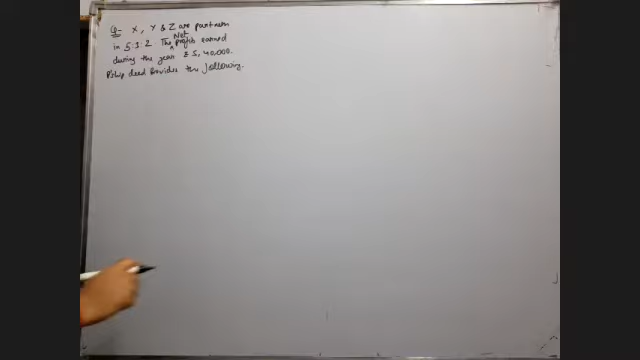 Q- X, Y & Z are partners
in 5:3:2. The Net profits earned
during the year ₹ 5,40,000.
P'ship deed Provides the following.